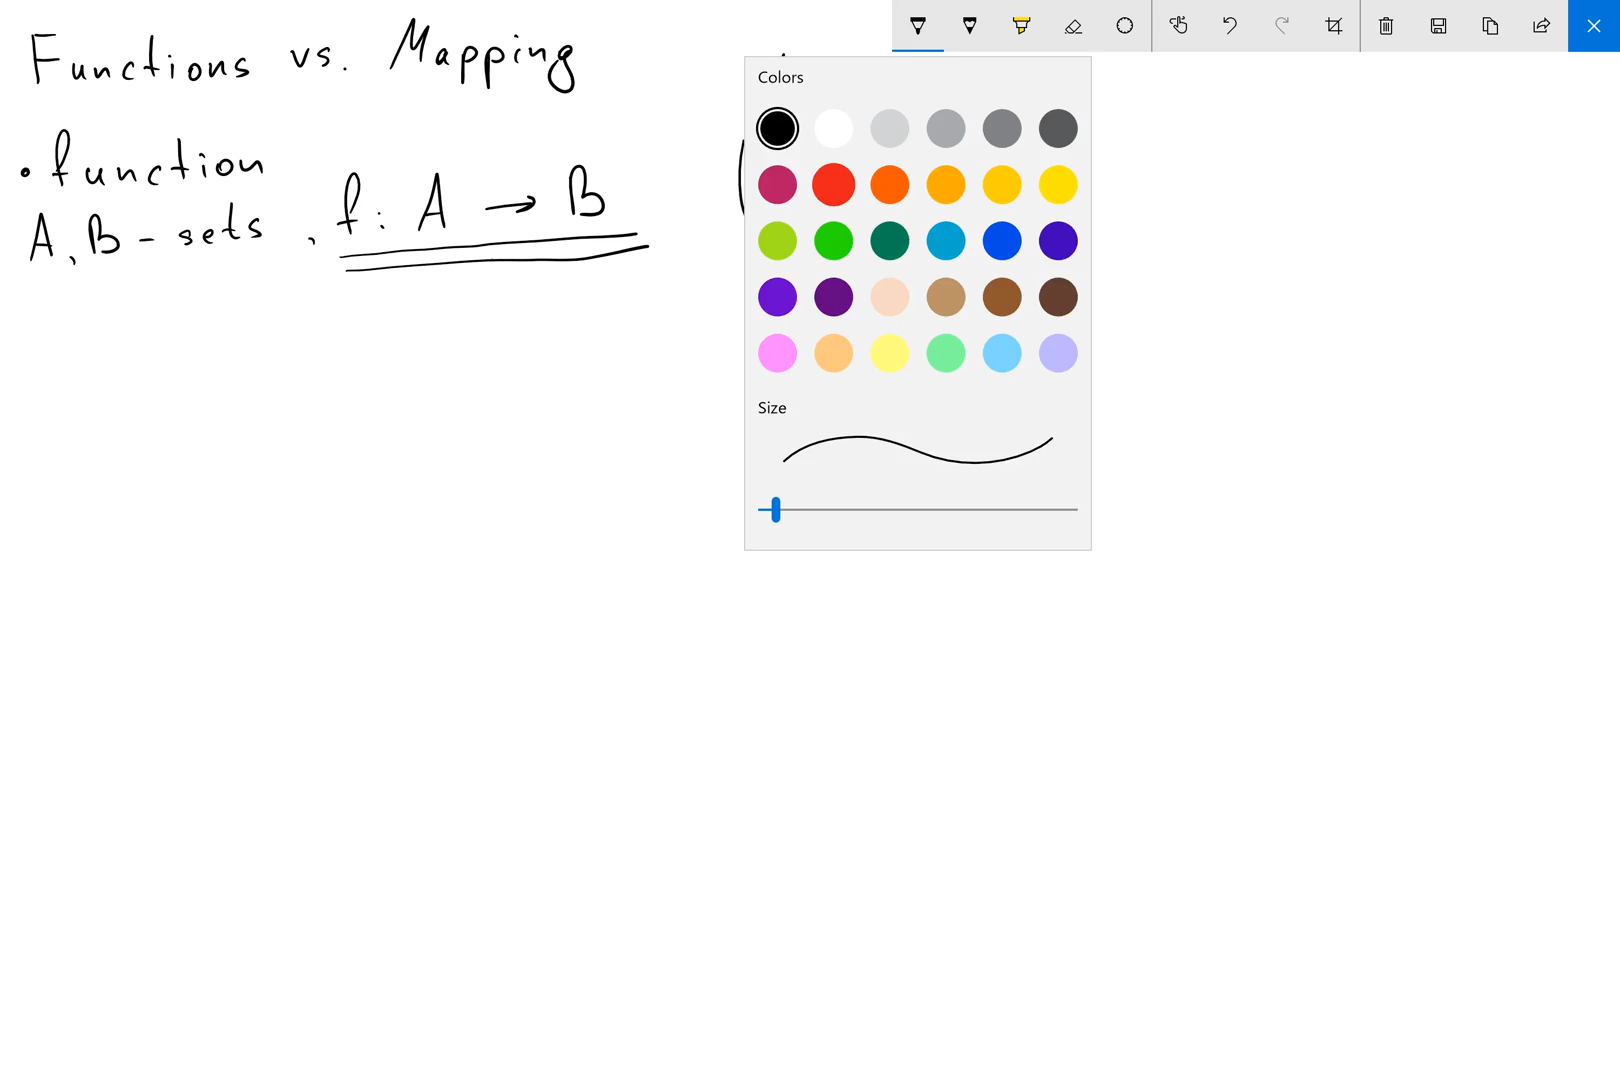 Functions vs. Mapping
• function
A, B - sets, f: A → B
Colors
Size